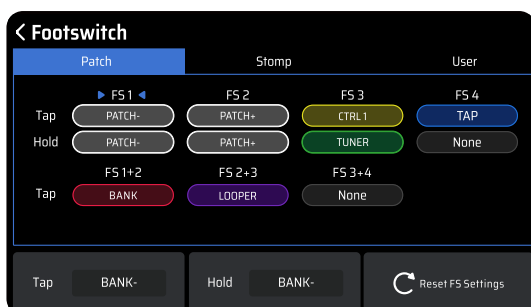 Footswitch
Patch Stomp User
FS 1 FS 2 FS 3 FS 4
Tap PATCH- PATCH+ CTRL 1 TAP
Hold PATCH- PATCH+ TUNER None
FS 1+2 FS 2+3 FS 3+4
Tap BANK LOOPER None
Tap BANK- Hold BANK- Reset FS Settings